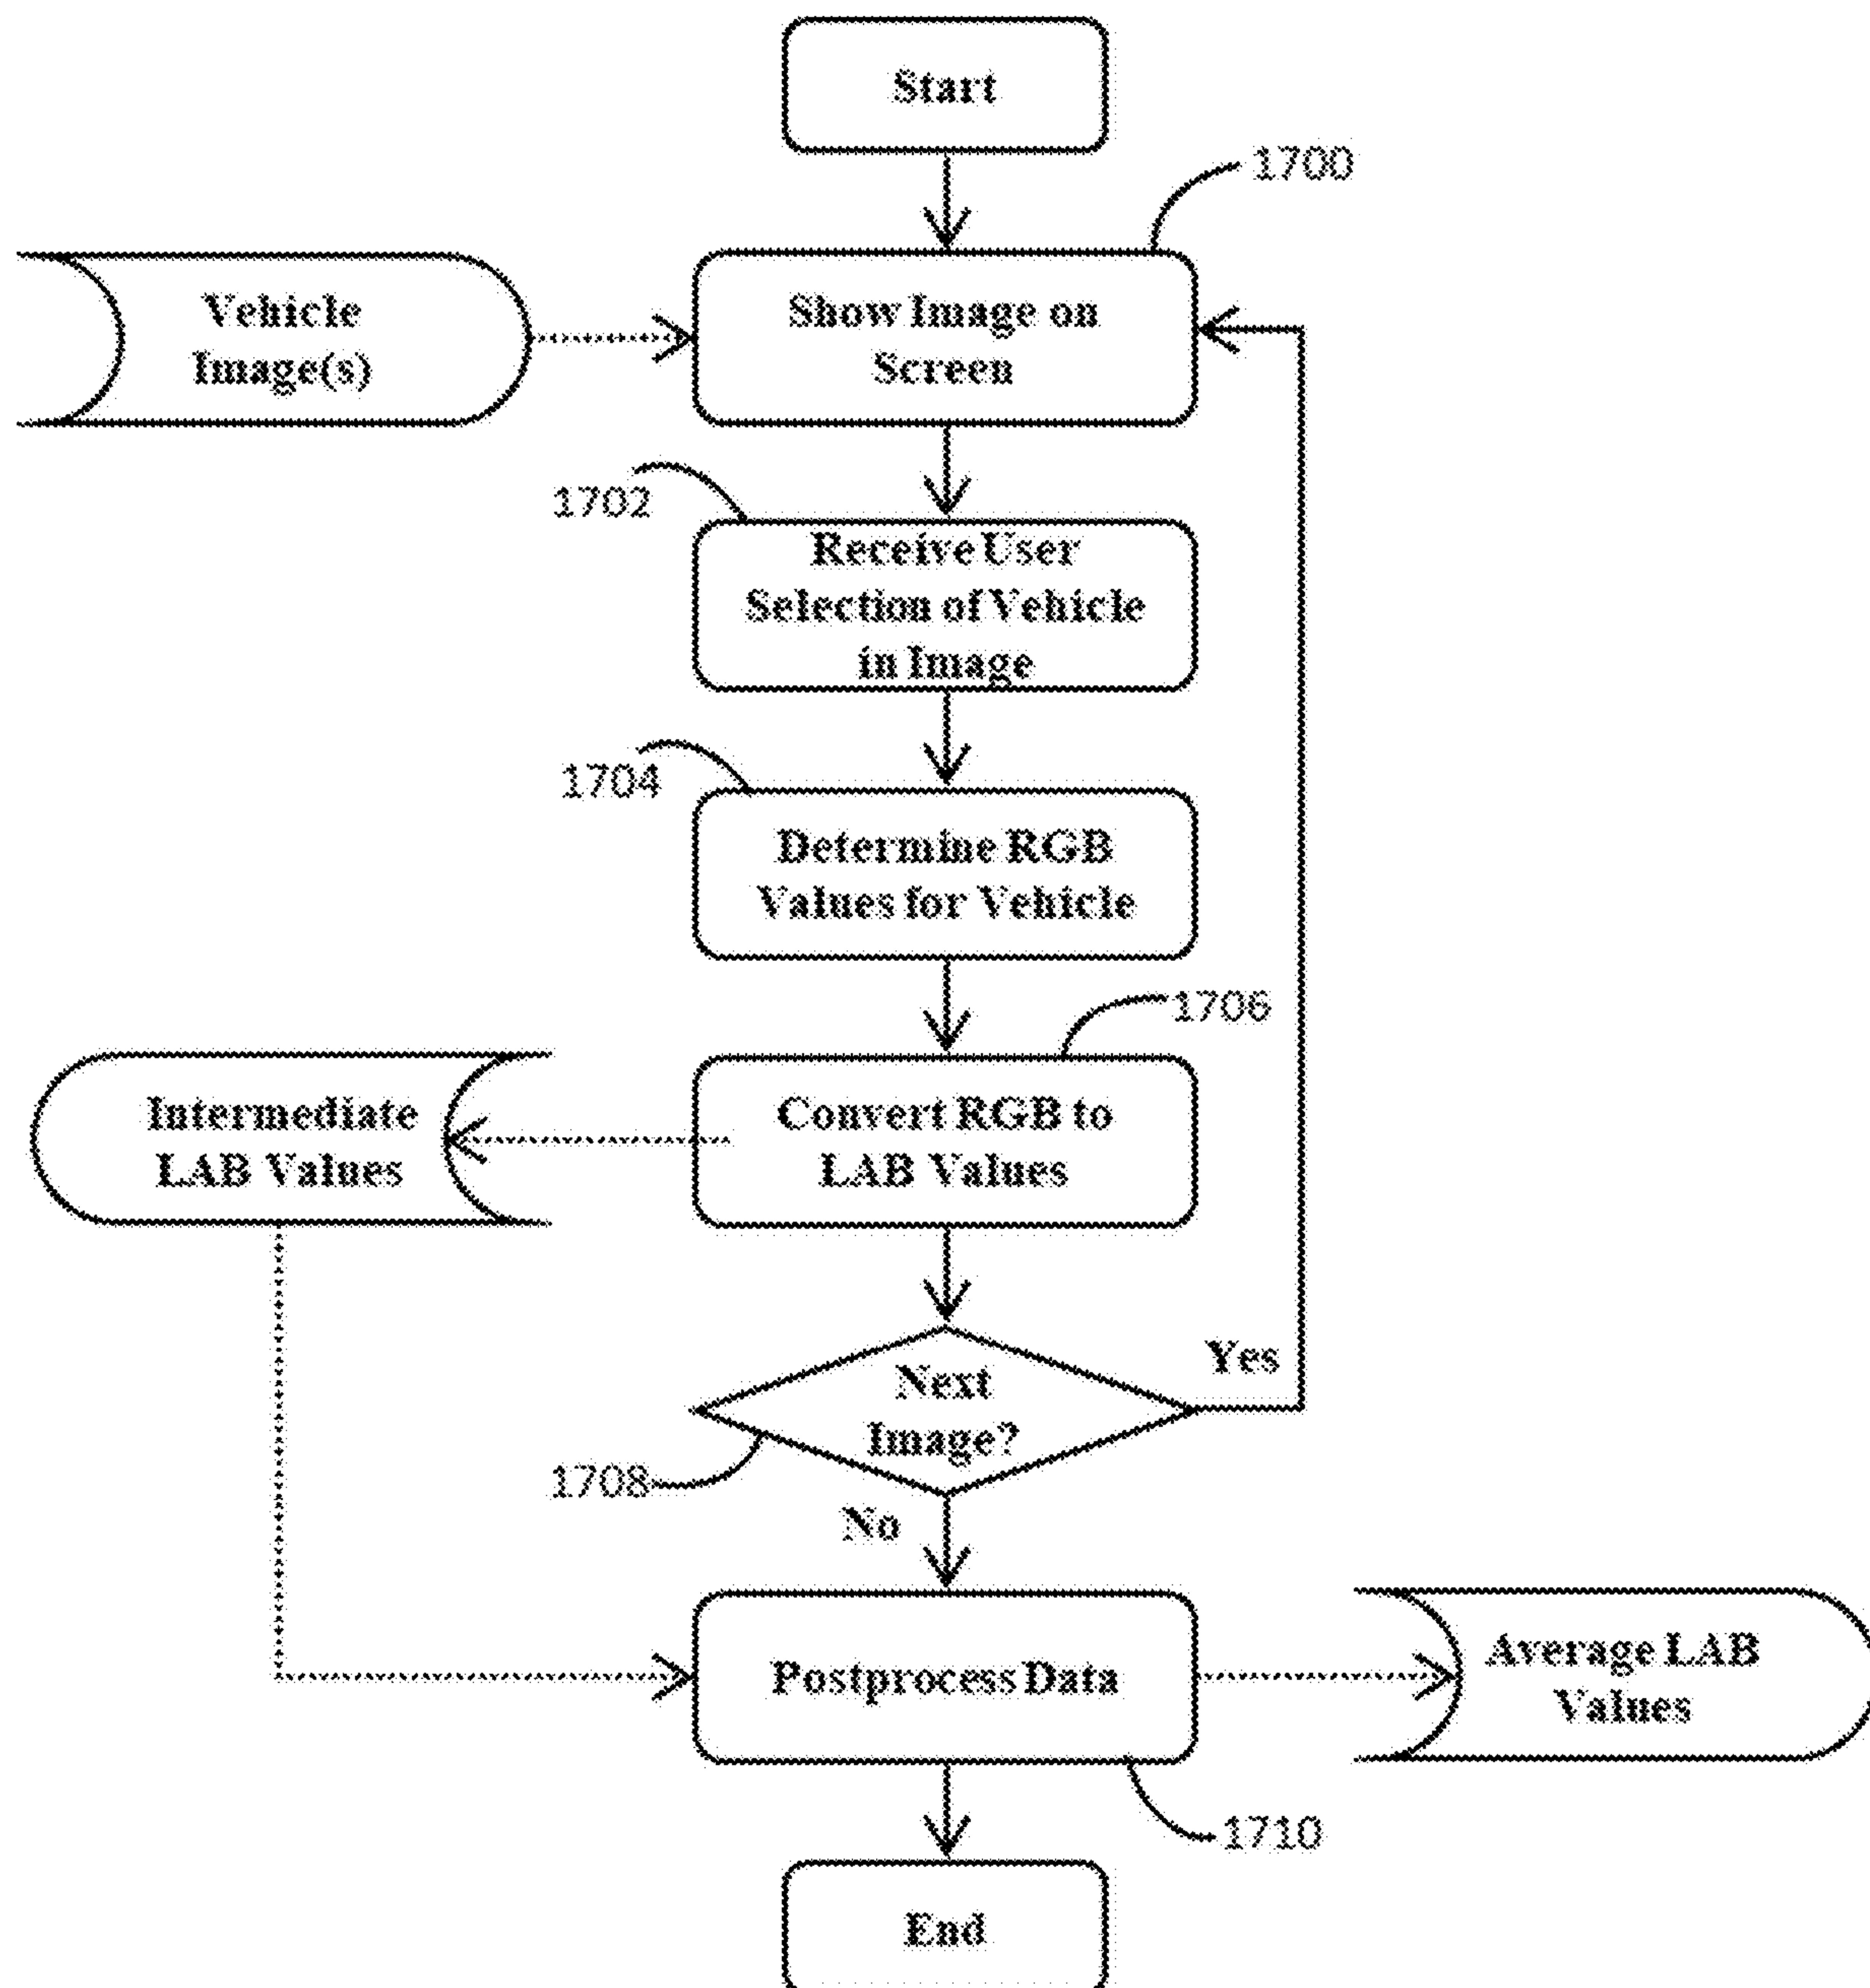 Start
1700
Vehicle
Image(s)
Show Image on
Screen
1702
Receive User
Selection of Vehicle
in Image
1704
Determine RGB
Values for Vehicle
1706
Intermediate
LAB Values
Convert RGB to
LAB Values
Next
Image?
Yes
1708
No
Postprocess Data
Average LAB
Values
1710
End